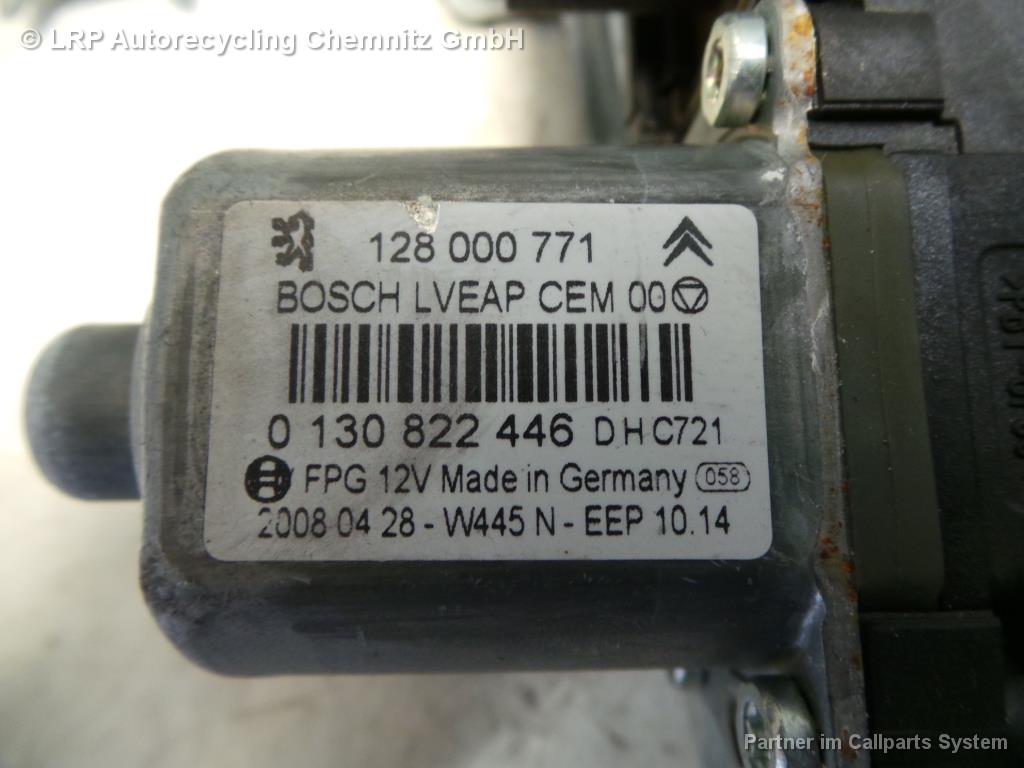 © LRP Autorecycling Chemnitz GmbH
128 000 771
BOSCH LVEAP CEM 00
0 130 822 446 D H C721
FPG 12V Made in Germany 058
2008 04 28 - W445 N - EEP 10.14
Partner im Callparts System